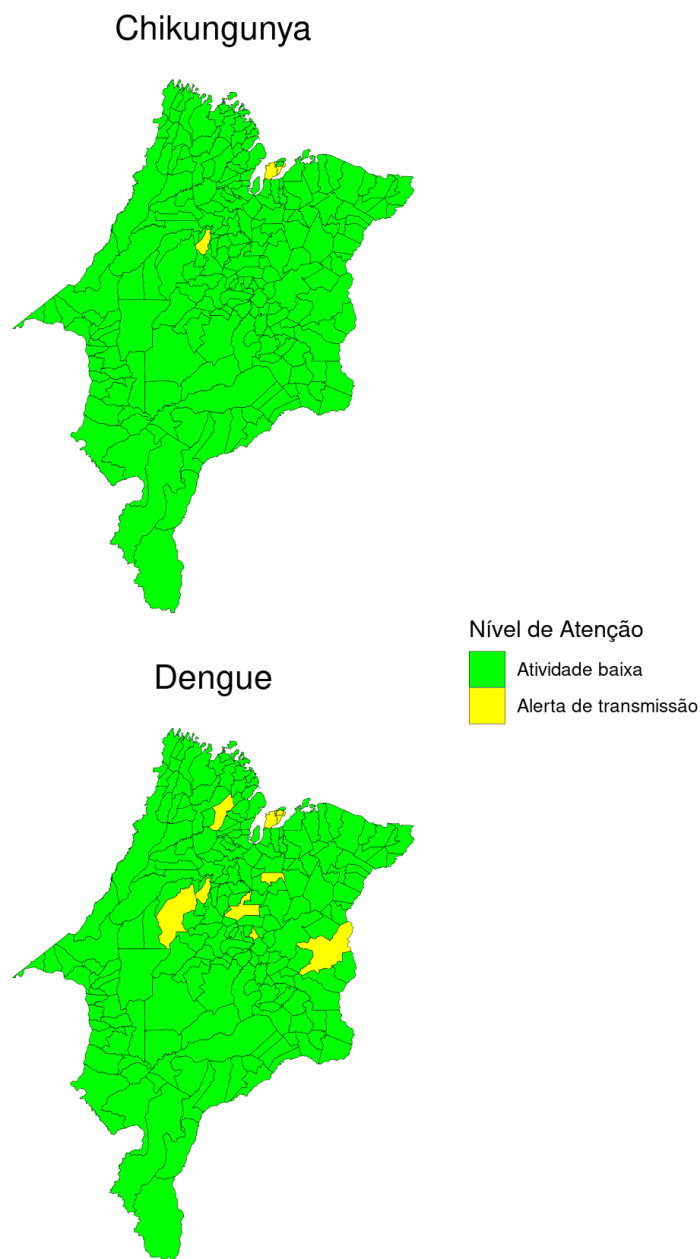 Chikungunya
Nível de Atenção
Atividade baixa
Alerta de transmissão
Dengue